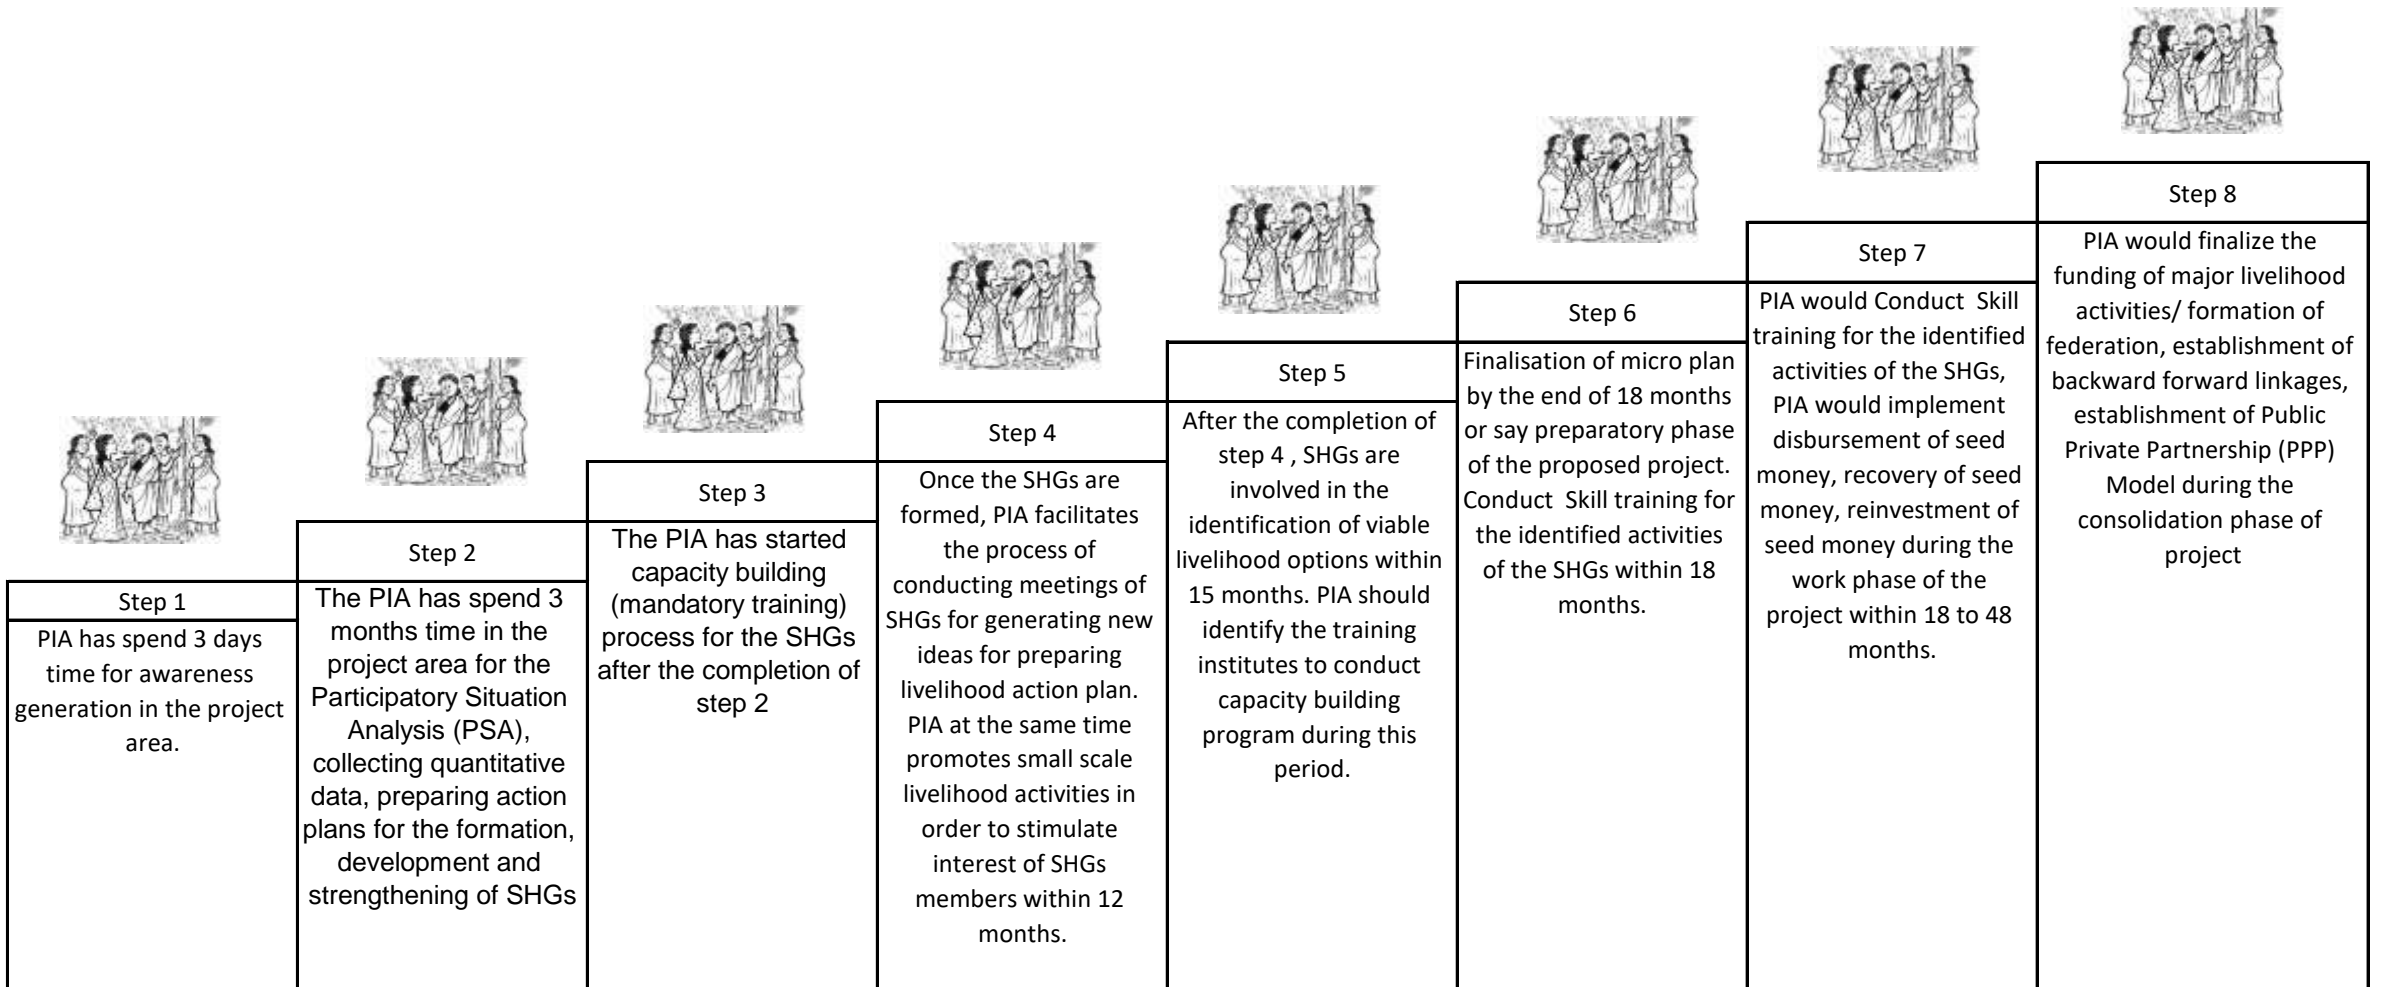 Step 1
PIA has spend 3 days
time for awareness
generation in the project
area.
Step 2
The PIA has spend 3
months time in the
project area for the
Participatory Situation
Analysis (PSA),
collecting quantitative
data, preparing action
plans for the formation,
development and
strengthening of SHGs
Step 3
The PIA has started
capacity building
(mandatory training)
process for the SHGs
after the completion of
step 2
Step 4
Once the SHGs are
formed, PIA facilitates
the process of
conducting meetings of
SHGs for generating new
ideas for preparing
livelihood action plan.
PIA at the same time
promotes small scale
livelihood activities in
order to stimulate
interest of SHGs
members within 12
months.
Step 5
After the completion of
step 4 , SHGs are
involved in the
identification of viable
livelihood options within
15 months. PIA should
identify the training
institutes to conduct
capacity building
program during this
period.
Step 6
Finalisation of micro plan
by the end of 18 months
or say preparatory phase
of the proposed project.
Conduct  Skill training for
the identified activities
of the SHGs within 18
months.
Step 7
PIA would Conduct  Skill
training for the identified
activities of the SHGs,
PIA would implement
disbursement of seed
money, recovery of seed
money, reinvestment of
seed money during the
work phase of the
project within 18 to 48
months.
Step 8
PIA would finalize the
funding of major livelihood
activities/ formation of
federation, establishment of
backward forward linkages,
establishment of Public
Private Partnership (PPP)
Model during the
consolidation phase of
project